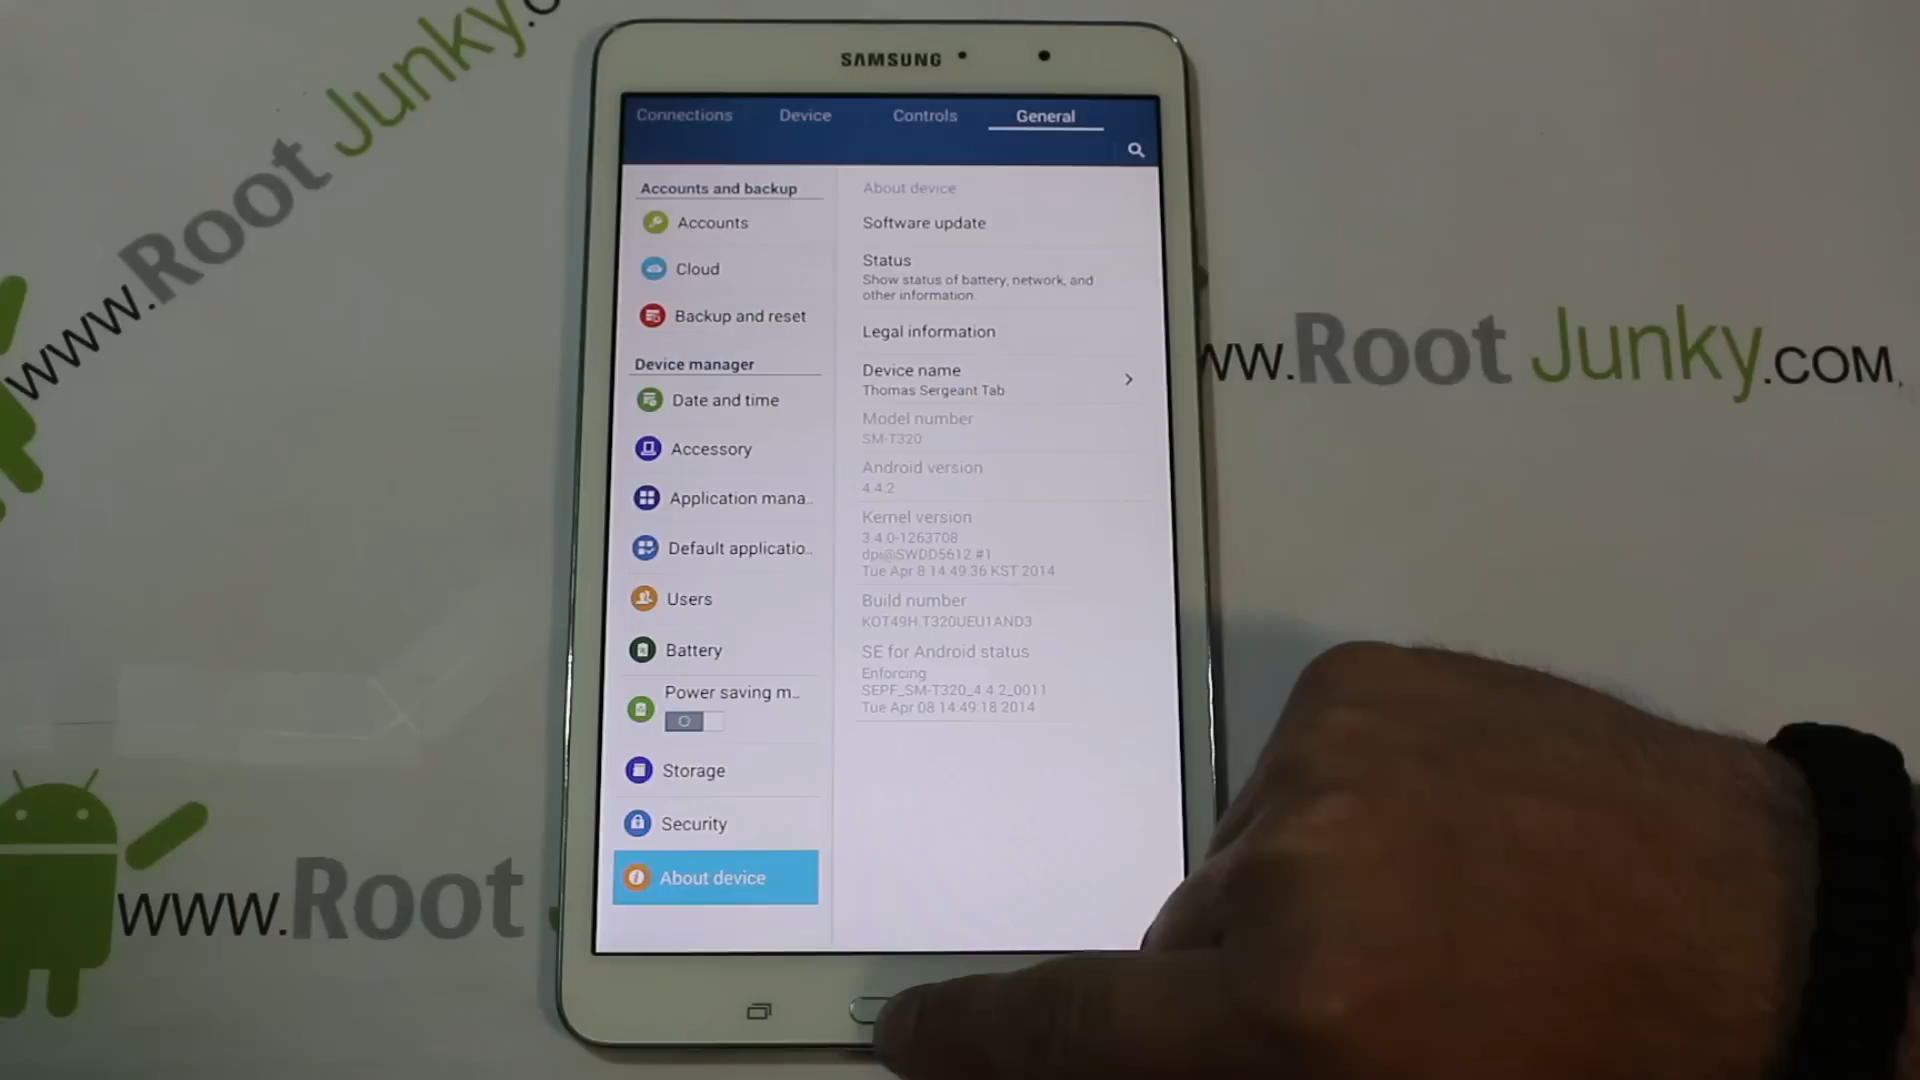 www.Root Junky.c
SAMSUNG
Connections Device Controls General
Accounts and backup
Accounts
Cloud
Backup and reset
Device manager
Date and time
Accessory
Application mana..
Default applicatio..
Users
Battery
Power saving m..
Storage
Security
About device
About device
Software update
Status
Show status of battery, network, and
other information.
Legal information
Device name
Thomas Sergeant Tab
Model number
SM-T320
Android version
4.4.2
Kernel version
3.4.0-1263708
dpi@SWDD5612 #1
Tue Apr 8 14:49:36 KST 2014
Build number
KOT49H.T320UEU1AND3
SE for Android status
Enforcing
SEPF_SM-T320_4.4.2_0011
Tue Apr 08 14:49:18 2014
WW.Root Junky.COM
www.Root